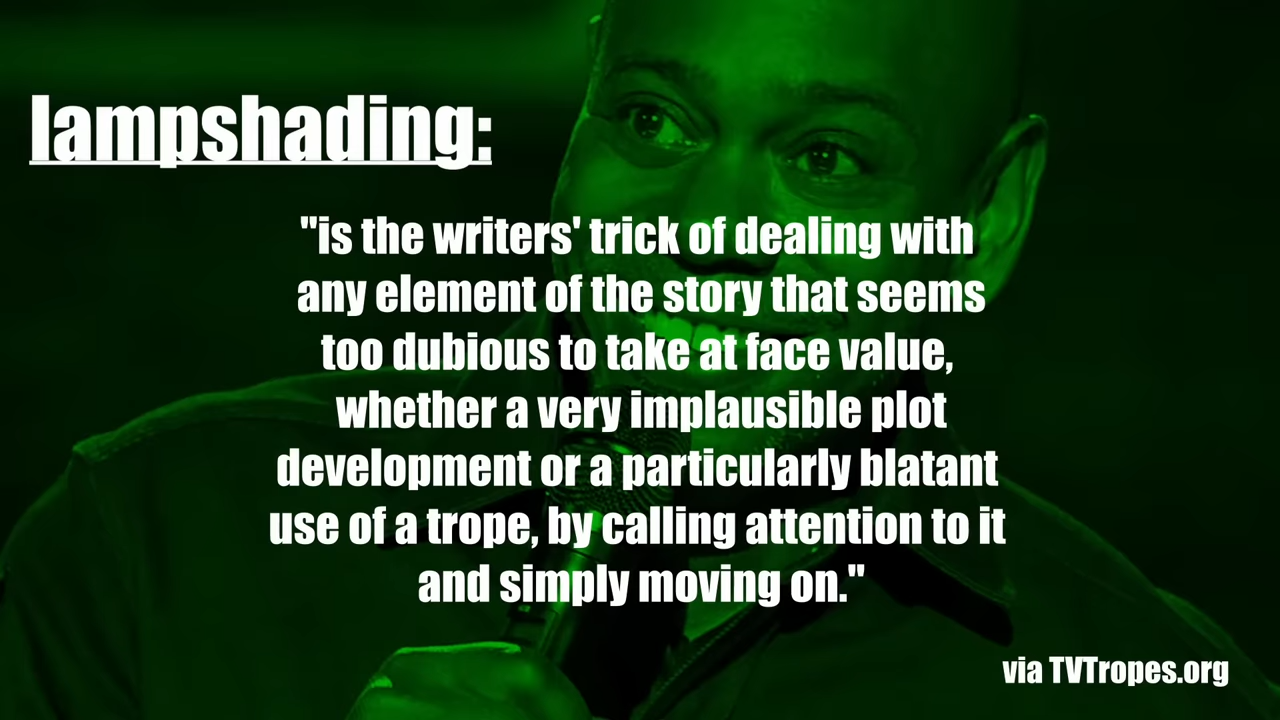 lampshading:
"is the writers' trick of dealing with
any element of the story that seems
too dubious to take at face value,
whether a very implausible plot
development or a particularly blatant
use of a trope, by calling attention to it
and simply moving on."
via TVTropes.org